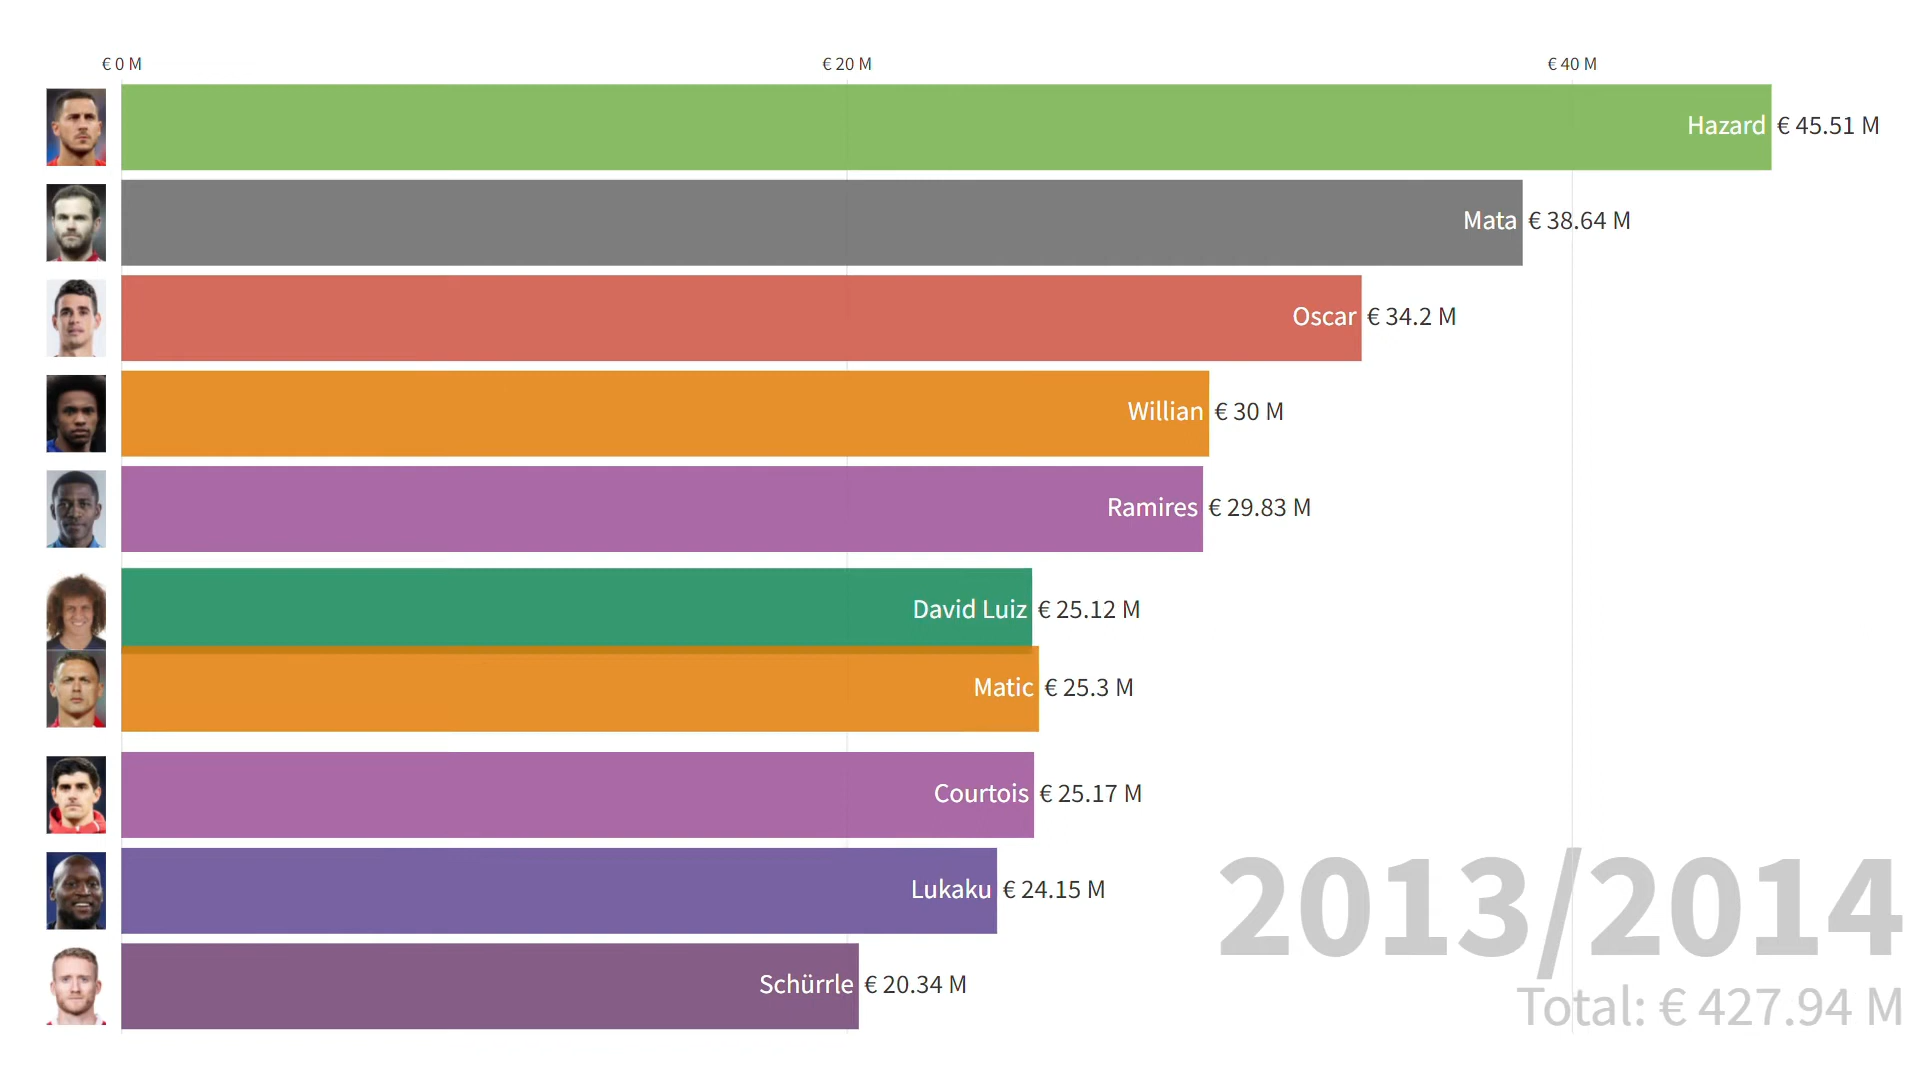 € 0 M € 20 M € 40 M
Hazard € 45.51 M
Mata € 38.64 M
Oscar € 34.2 M
Willian € 30 M
Ramires € 29.83 M
David Luiz € 25.12 M
Matic € 25.3 M
Courtois € 25.17 M
Lukaku € 24.15 M
Schürrle € 20.34 M
2013/2014
Total: € 427.94 M